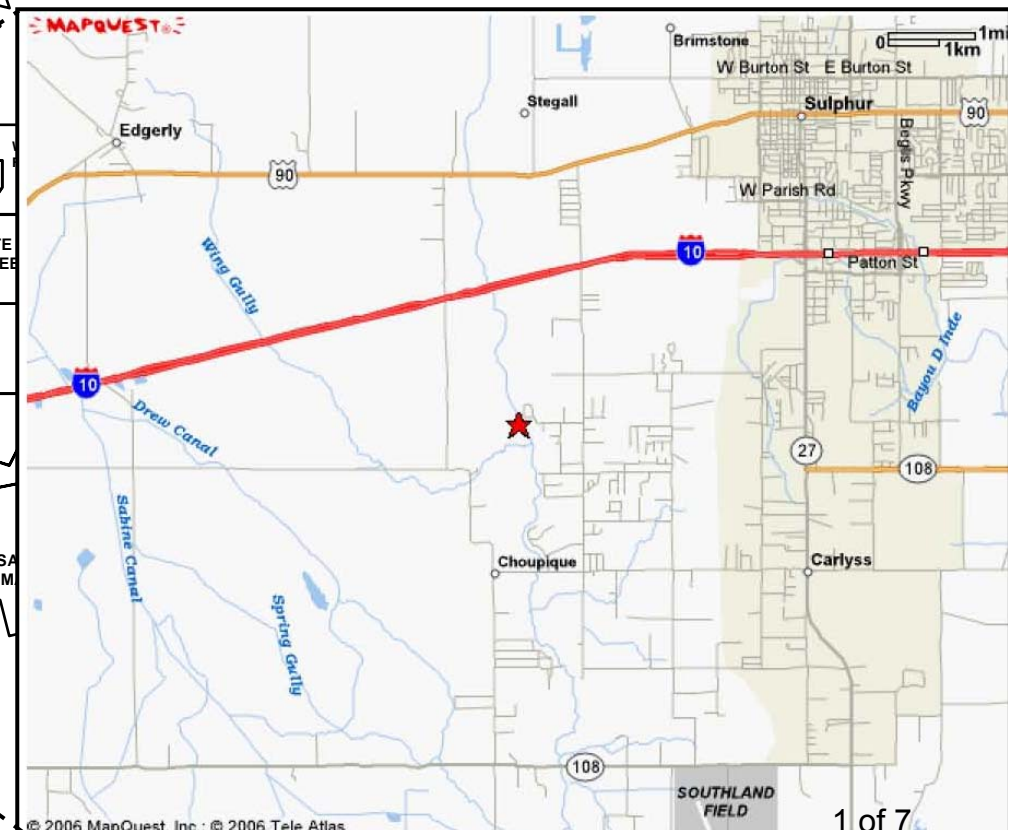 MAPQUEST®
1mi
0
1km
Brimstone
W Burton St E Burton St
Stegall
Sulphur
90
Edgerly
Beglis Pkwy
90
W Parish Rd
Wing Gully
10
Patton St
Bayou D Inde
10
Drew Canal
27
108
Sabine Canal
Choupique
Carlyss
Spring Gully
108
SOUTHLAND
FIELD
© 2006 MapQuest, Inc.; © 2006 Tele Atlas
1 of 7